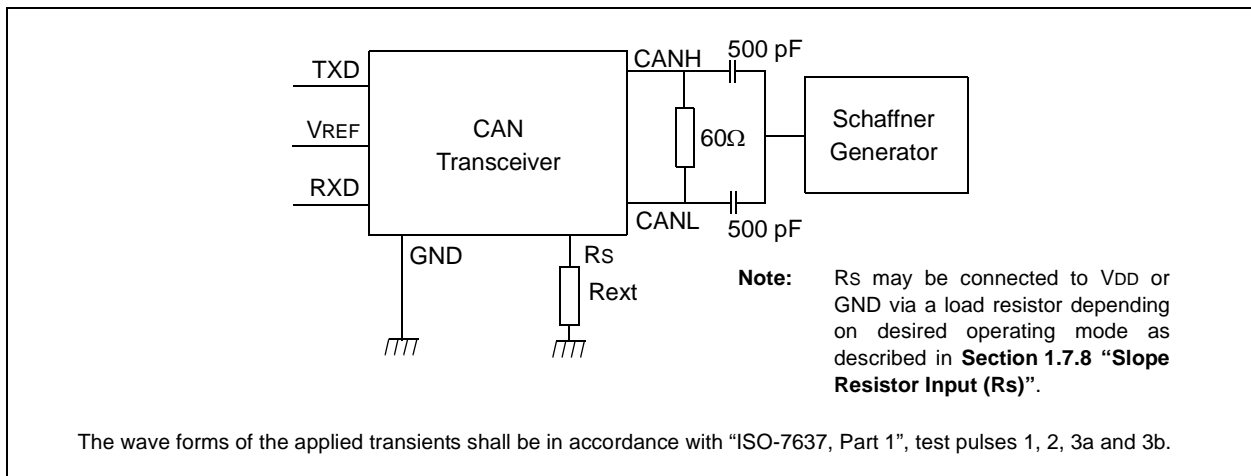 500 pF
CANH
TXD
VREF
CAN
Transceiver
60Ω
Schaffner
Generator
RXD
CANL
500 pF
GND
RS
Rext
Note: RS may be connected to VDD or
GND via a load resistor depending
on desired operating mode as
described in Section 1.7.8 “Slope
Resistor Input (Rs)”.
The wave forms of the applied transients shall be in accordance with “ISO-7637, Part 1”, test pulses 1, 2, 3a and 3b.